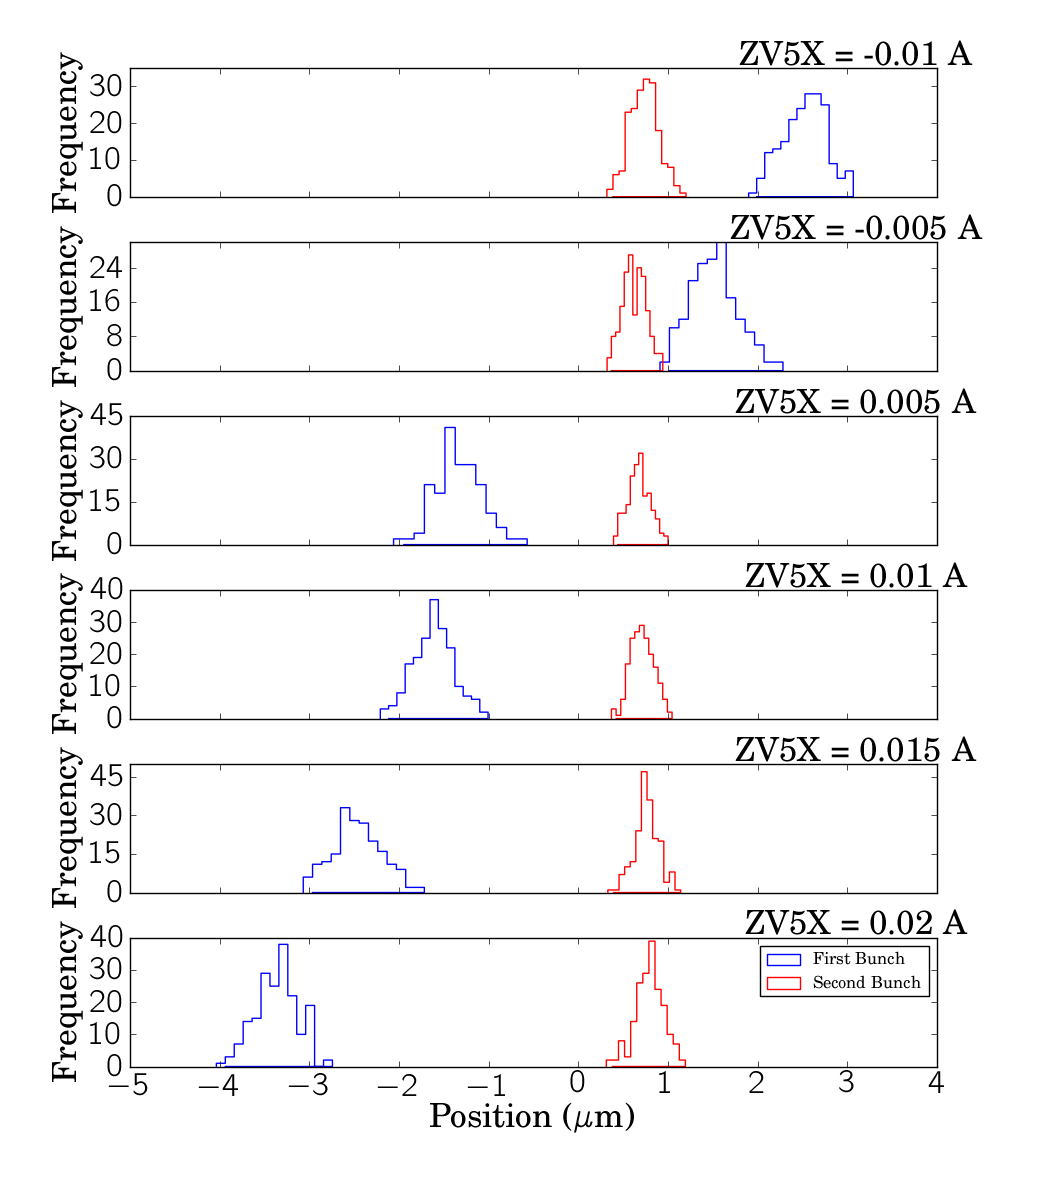 ZV5X = -0.01 A
Frequency
30
20
10
0
ZV5X = -0.005 A
Frequency
24
16
8
0
ZV5X = 0.005 A
Frequency
45
30
15
0
ZV5X = 0.01 A
Frequency
40
30
20
10
0
ZV5X = 0.015 A
Frequency
45
30
15
0
ZV5X = 0.02 A
Frequency
40
30
20
10
0
First Bunch
Second Bunch
−5 −4 −3 −2 −1 0 1 2 3 4
Position (μm)